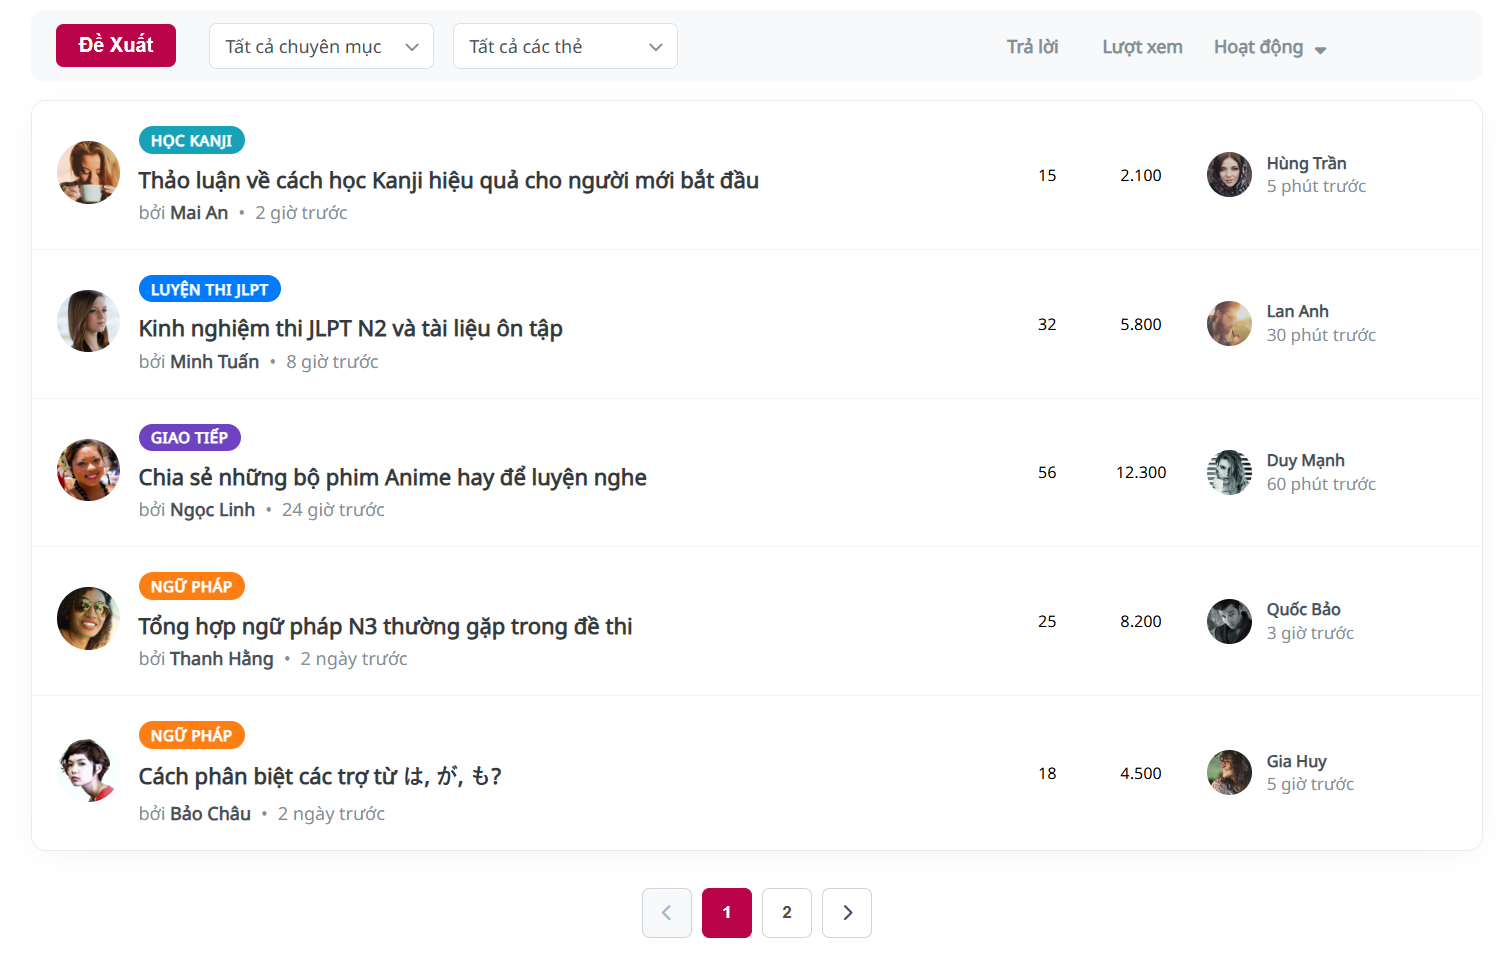 Đề Xuất
Tất cả chuyên mục
Tất cả các thẻ
Trả lời
Lượt xem
Hoạt động
HỌC KANJI
Thảo luận về cách học Kanji hiệu quả cho người mới bắt đầu
bởi Mai An • 2 giờ trước
15
2.100
Hùng Trần
5 phút trước
LUYỆN THI JLPT
Kinh nghiệm thi JLPT N2 và tài liệu ôn tập
bởi Minh Tuấn • 8 giờ trước
32
5.800
Lan Anh
30 phút trước
GIAO TIẾP
Chia sẻ những bộ phim Anime hay để luyện nghe
bởi Ngọc Linh • 24 giờ trước
56
12.300
Duy Mạnh
60 phút trước
NGỮ PHÁP
Tổng hợp ngữ pháp N3 thường gặp trong đề thi
bởi Thanh Hằng • 2 ngày trước
25
8.200
Quốc Bảo
3 giờ trước
NGỮ PHÁP
Cách phân biệt các trợ từ は, が, も?
bởi Bảo Châu • 2 ngày trước
18
4.500
Gia Huy
5 giờ trước
1
2